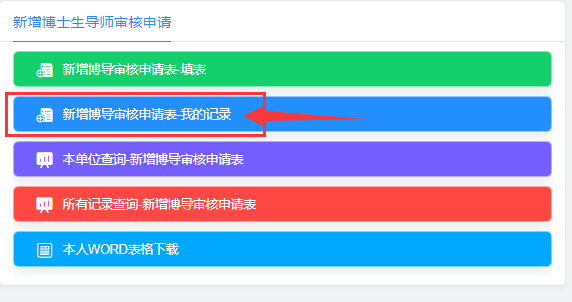 新增博士生导师审核申请
新增博导审核申请表-填表
新增博导审核申请表-我的记录
本单位查询-新增博导审核申请表
所有记录查询-新增博导审核申请表
本人WORD表格下载